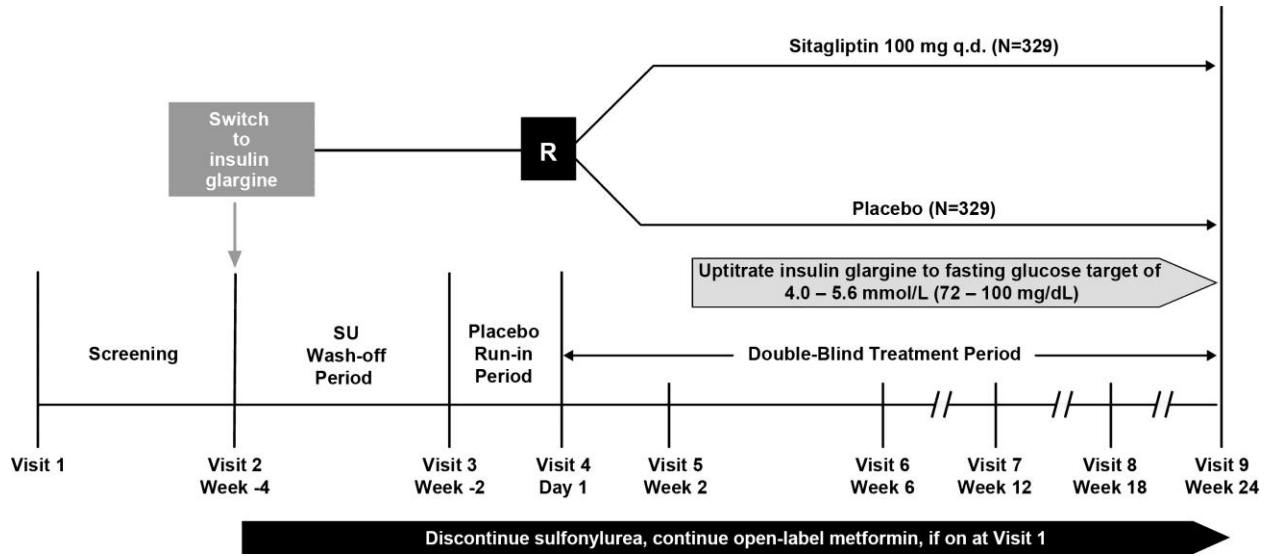 Sitagliptin 100 mg q.d. (N=329)
Switch
to
insulin
glargine
R
Placebo (N=329)
Uptitrate insulin glargine to fasting glucose target of
4.0 – 5.6 mmol/L (72 – 100 mg/dL)
Screening
SU
Wash-off
Period
Placebo
Run-in
Period
Double-Blind Treatment Period
Visit 1
Visit 2
Week -4
Visit 3
Week -2
Visit 4
Day 1
Visit 5
Week 2
Visit 6
Week 6
Visit 7
Week 12
Visit 8
Week 18
Visit 9
Week 24
Discontinue sulfonylurea, continue open-label metformin, if on at Visit 1